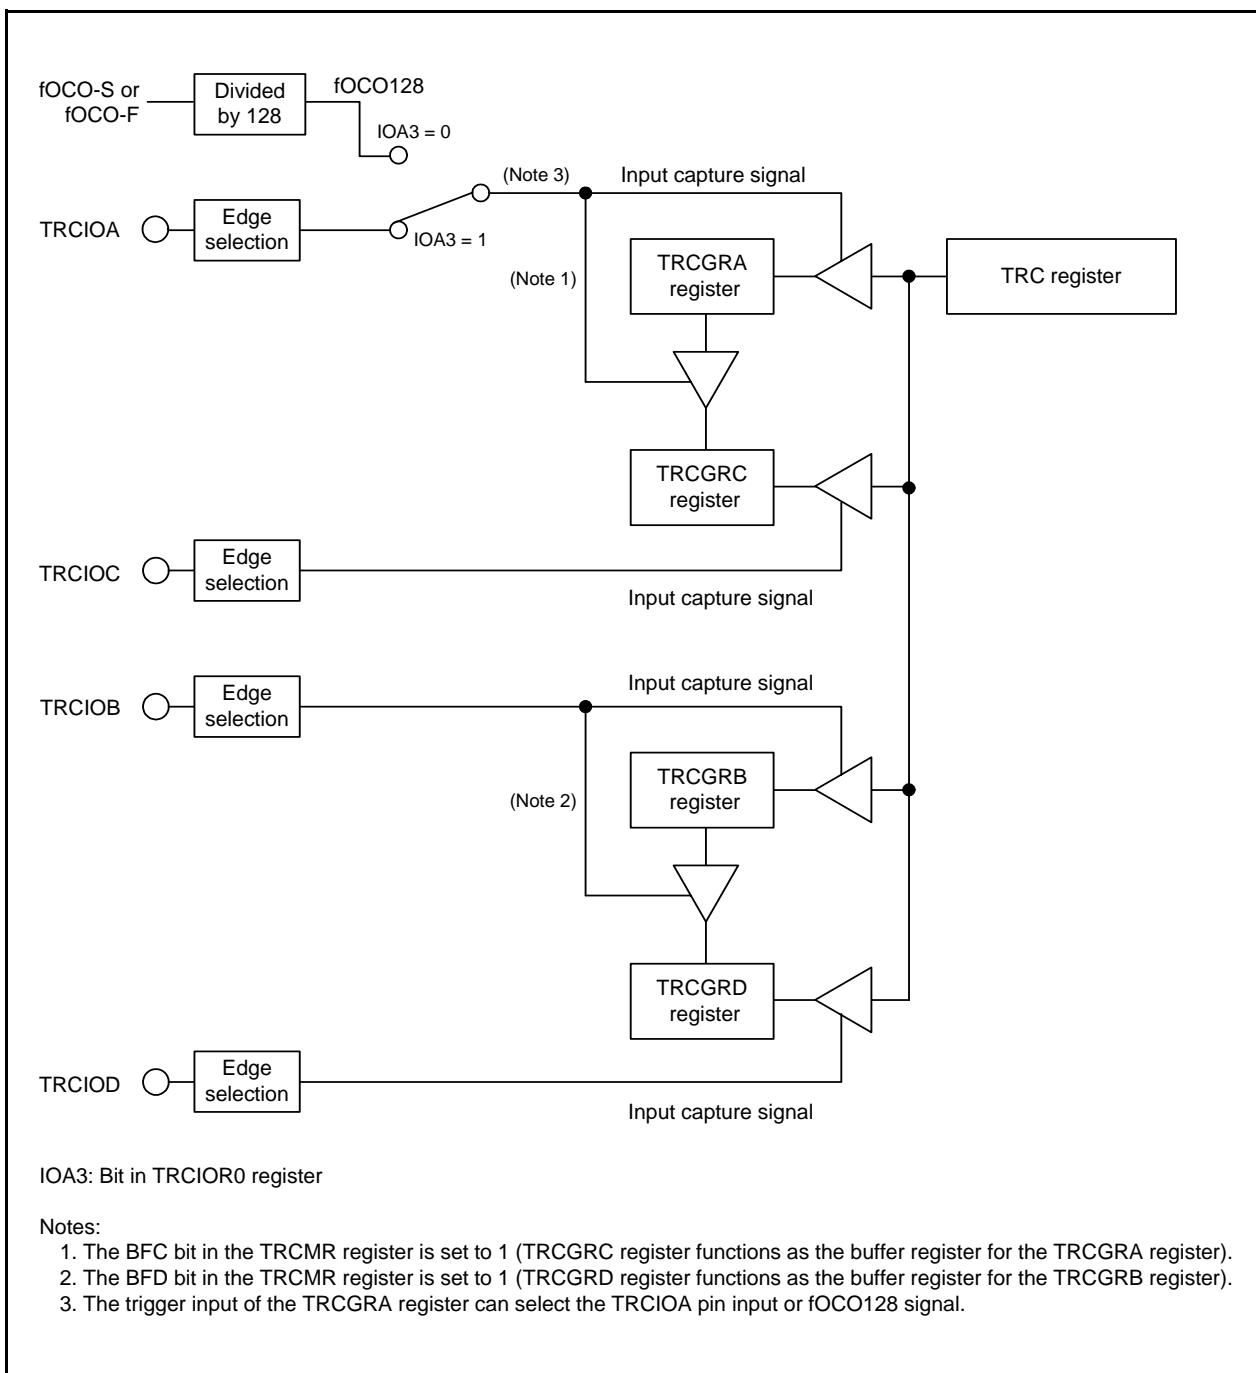 fOCO-S or
fOCO-F
Divided
by 128
fOCO128
IOA3 = 0
(Note 3)
Input capture signal
TRCIOA
Edge
selection
IOA3 = 1
(Note 1)
TRCGRA
register
TRC register
TRCGRC
register
TRCIOC
Edge
selection
Input capture signal
TRCIOB
Edge
selection
Input capture signal
(Note 2)
TRCGRB
register
TRCGRD
register
TRCIOD
Edge
selection
Input capture signal
IOA3: Bit in TRCIOR0 register
Notes:
1. The BFC bit in the TRCMR register is set to 1 (TRCGRC register functions as the buffer register for the TRCGRA register).
2. The BFD bit in the TRCMR register is set to 1 (TRCGRD register functions as the buffer register for the TRCGRB register).
3. The trigger input of the TRCGRA register can select the TRCIOA pin input or fOCO128 signal.